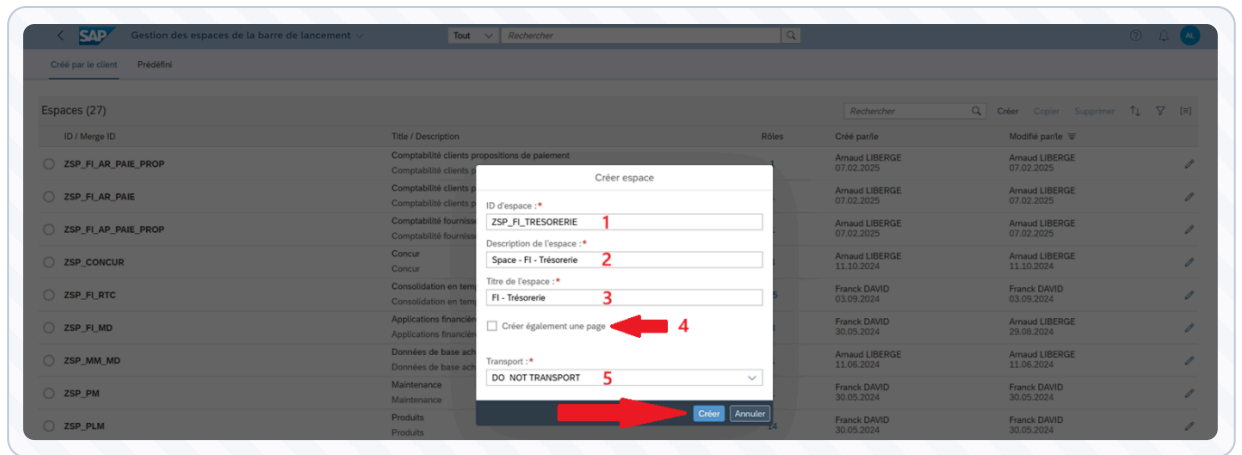 SAP Gestion des espaces de la barre de lancement Tout Rechercher AL
Créé par le client Prédéfini
Espaces (27) Rechercher Créer Copier Supprimer
ID / Merge ID Title / Description Rôles Créé par/le Modifié par/le
ZSP_FI_AR_PAIE_PROP Comptabilité clients propositions de paiement 1 Arnaud LIBERGE Arnaud LIBERGE
Comptabilité clients p 07.02.2025 07.02.2025
ZSP_FI_AR_PAIE Comptabilité clients p Arnaud LIBERGE Arnaud LIBERGE
Comptabilité clients p 07.02.2025 07.02.2025
ZSP_FI_AP_PAIE_PROP Comptabilité fourniss Arnaud LIBERGE Arnaud LIBERGE
Comptabilité fourniss 07.02.2025 07.02.2025
ZSP_CONCUR Concur Arnaud LIBERGE Arnaud LIBERGE
Concur 11.10.2024 11.10.2024
ZSP_FI_RTC Consolidation en tem Franck DAVID Franck DAVID
Consolidation en tem 03.09.2024 03.09.2024
ZSP_FI_MD Applications financièr Franck DAVID Arnaud LIBERGE
Applications financièr 30.05.2024 29.08.2024
ZSP_MM_MD Données de base ach Arnaud LIBERGE Arnaud LIBERGE
Données de base ach 11.06.2024 11.06.2024
ZSP_PM Maintenance Franck DAVID Franck DAVID
Maintenance 30.05.2024 30.05.2024
ZSP_PLM Produits 14 Franck DAVID Franck DAVID
Produits 30.05.2024 30.05.2024
Créer espace
ID d'espace :*
ZSP_FI_TRESORERIE 1
Description de l'espace :*
Space - FI - Trésorerie 2
Titre de l'espace :*
FI - Trésorerie 3
Créer également une page 4
Transport :*
DO NOT TRANSPORT 5
Créer Annuler